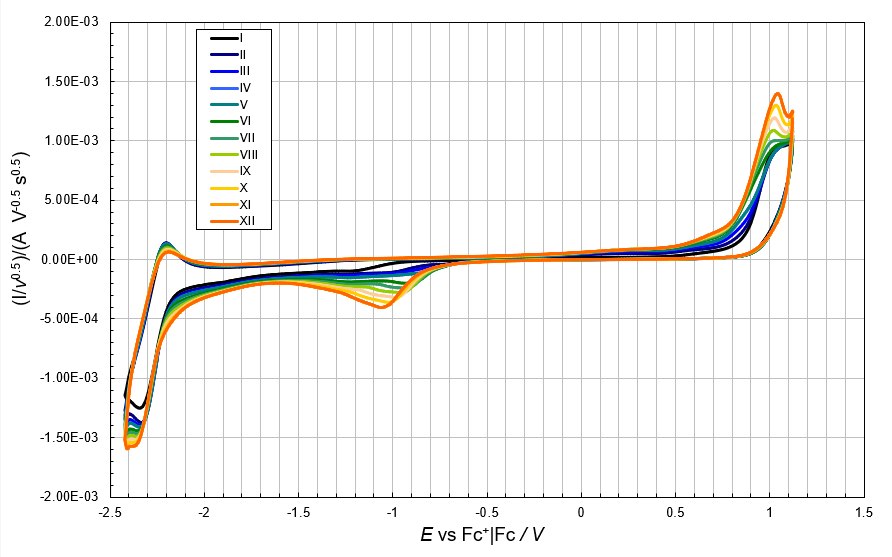 2.00E-03
1.50E-03
1.00E-03
5.00E-04
0.00E+00
-5.00E-04
-1.00E-03
-1.50E-03
-2.00E-03
(I/v^0.5)/(A V^-0.5 s^0.5)
I
II
III
IV
V
VI
VII
VIII
IX
X
XI
XII
-2.5 -2 -1.5 -1 -0.5 0 0.5 1 1.5
E vs Fc⁺|Fc / V